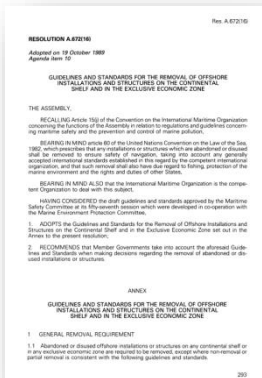 Res. A.672(16)
RESOLUTION A.672(16)
Adopted on 19 October 1989
Agenda item 10
GUIDELINES AND STANDARDS FOR THE REMOVAL OF OFFSHORE
INSTALLATIONS AND STRUCTURES ON THE CONTINENTAL
SHELF AND IN THE EXCLUSIVE ECONOMIC ZONE
THE ASSEMBLY,
RECALLING Article 15(j) of the Convention on the International Maritime Organization
concerning the functions of the Assembly in relation to regulations and guidelines concern-
ing maritime safety and the prevention and control of marine pollution,
BEARING IN MIND article 60 of the United Nations Convention on the Law of the Sea,
1982, which prescribes that any installations or structures which are abandoned or disused
shall be removed to ensure safety of navigation, taking into account any generally
accepted international standards established in this regard by the competent international
organization, and that such removal shall also have due regard to fishing, protection of the
marine environment and the rights and duties of other States,
BEARING IN MIND ALSO that the International Maritime Organization is the compe-
tent Organization to deal with this subject,
HAVING CONSIDERED the draft guidelines and standards approved by the Maritime
Safety Committee at its fifty-seventh session which were developed in co-operation with
the Marine Environment Protection Committee,
1. ADOPTS the Guidelines and Standards for the Removal of Offshore Installations and
Structures on the Continental Shelf and in the Exclusive Economic Zone set out in the
Annex to the present resolution;
2. RECOMMENDS that Member Governments take into account the aforesaid Guide-
lines and Standards when making decisions regarding the removal of abandoned or dis-
used installations or structures.
ANNEX
GUIDELINES AND STANDARDS FOR THE REMOVAL OF OFFSHORE
INSTALLATIONS AND STRUCTURES ON THE CONTINENTAL
SHELF AND IN THE EXCLUSIVE ECONOMIC ZONE
1 GENERAL REMOVAL REQUIREMENT
1.1 Abandoned or disused offshore installations or structures on any continental shelf or
in any exclusive economic zone are required to be removed, except where non-removal or
partial removal is consistent with the following guidelines and standards.
293